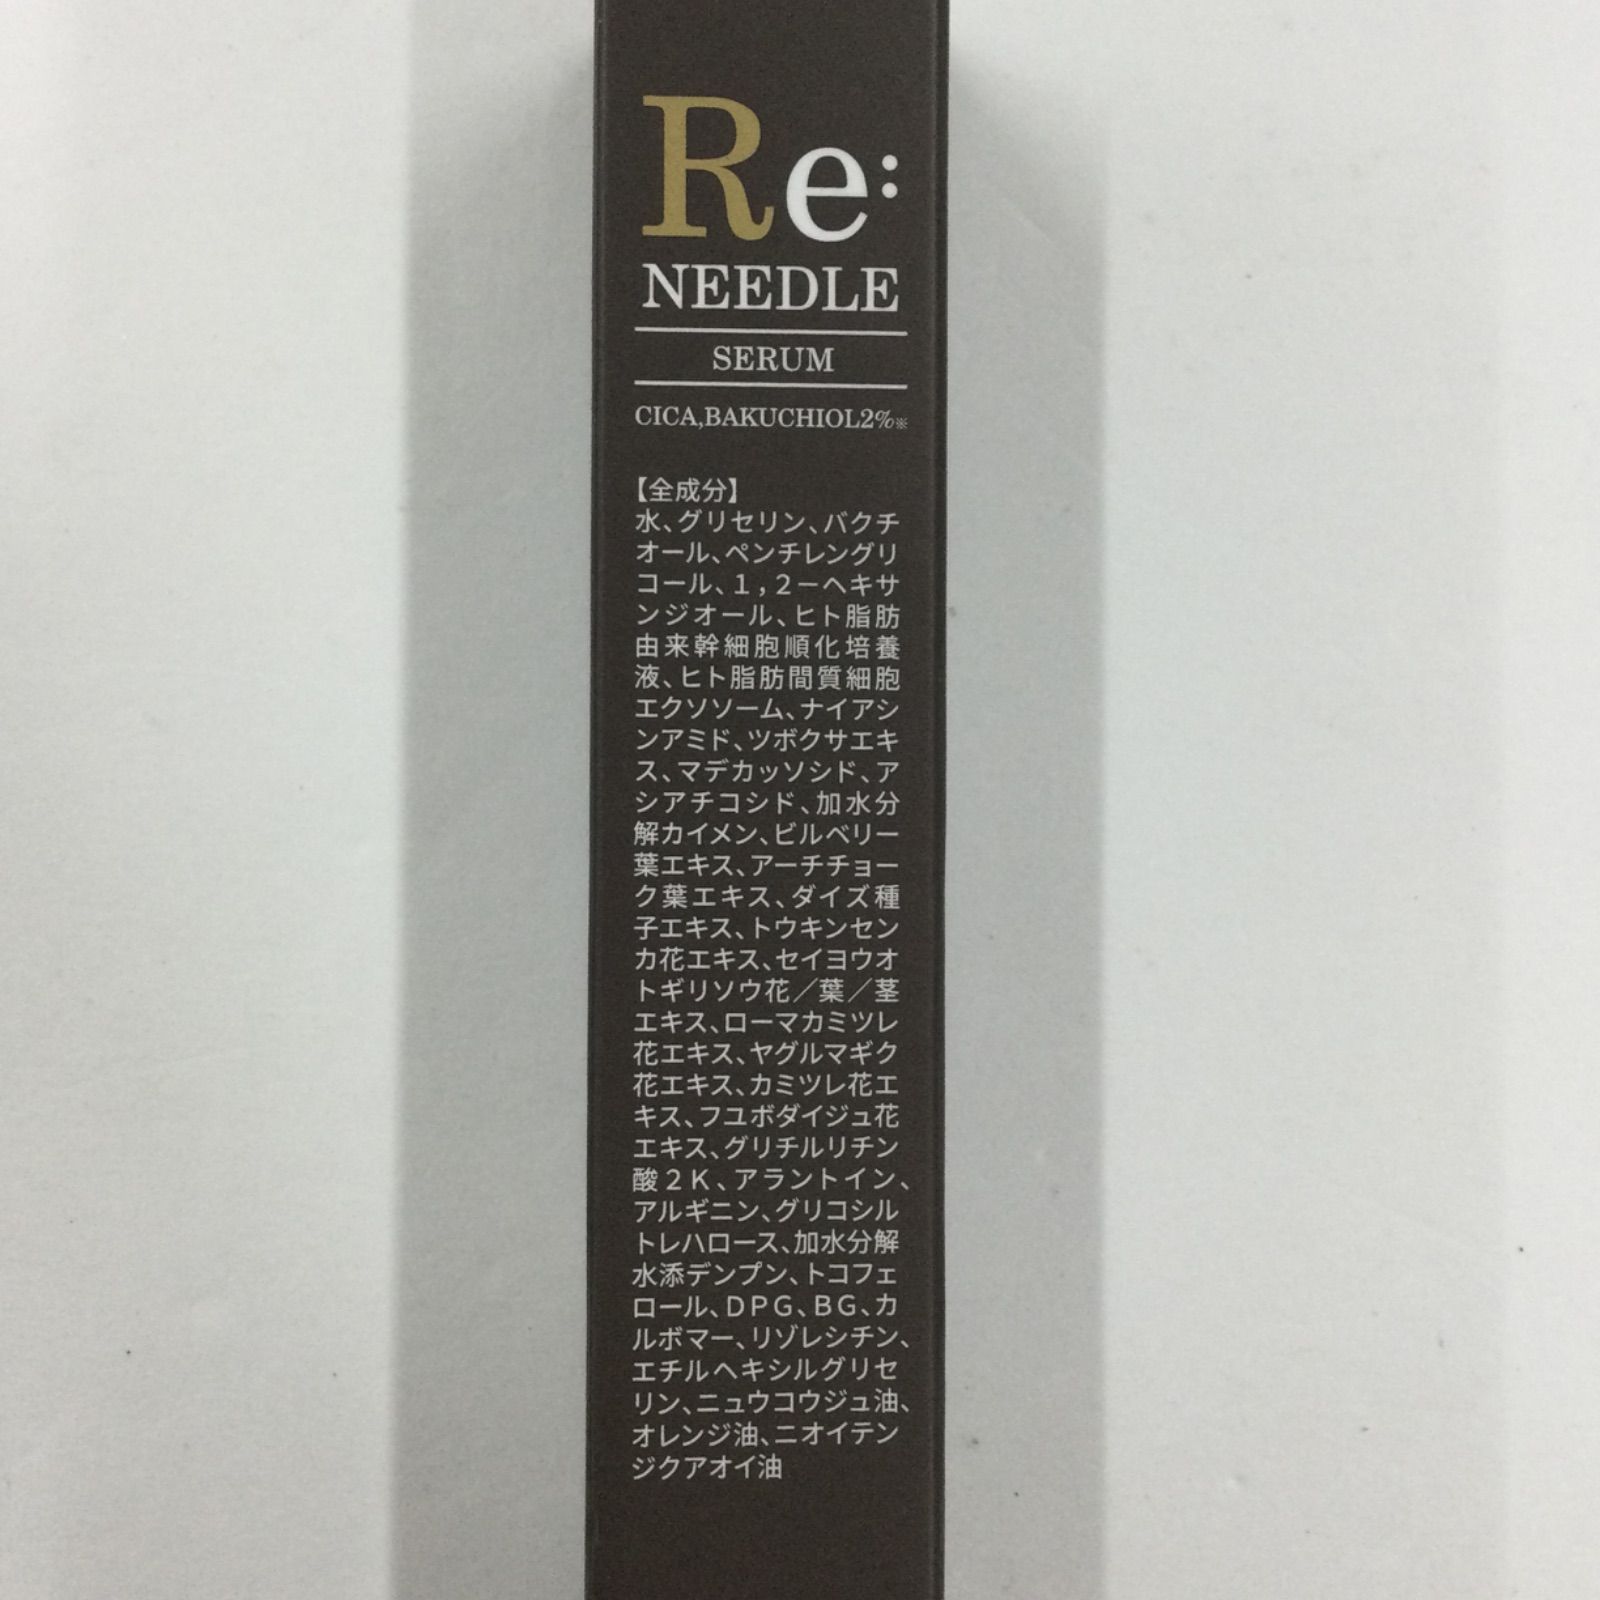 Re:
NEEDLE
SERUM
CICA,BAKUCHIOL2%※
【全成分】
水、グリセリン、バクチ
オール、ペンチレングリ
コール、１，２－ヘキサ
ンジオール、ヒト脂肪
由来幹細胞順化培養
液、ヒト脂肪間質細胞
エクソソーム、ナイアシ
ンアミド、ツボクサエキ
ス、マデカッソシド、ア
シアチコシド、加水分
解カイメン、ビルベリー
葉エキス、アーチチョー
ク葉エキス、ダイズ種
子エキス、トウキンセン
カ花エキス、セイヨウオ
トギリソウ花／葉／茎
エキス、ローマカミツレ
花エキス、ヤグルマギク
花エキス、カミツレ花エ
キス、フユボダイジュ花
エキス、グリチルリチン
酸２Ｋ、アラントイン、
アルギニン、グリコシル
トレハロース、加水分解
水添デンプン、トコフェ
ロール、ＤＰＧ、ＢＧ、カ
ルボマー、リゾレシチン、
エチルヘキシルグリセ
リン、ニュウコウジュ油、
オレンジ油、ニオイテン
ジクアオイ油